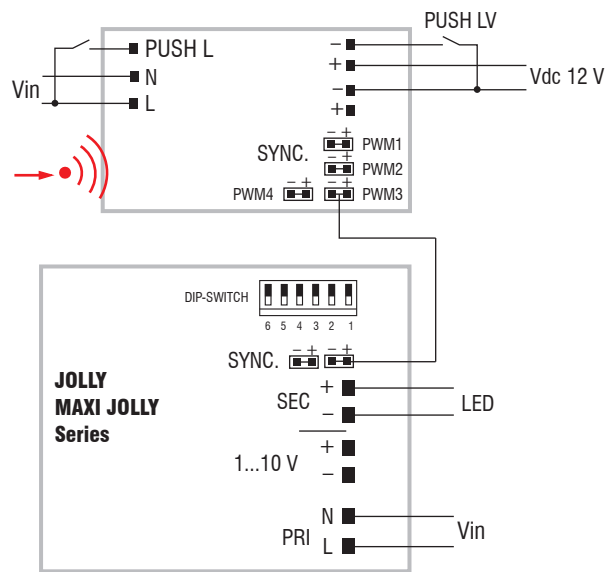 PUSH LV
PUSH L
N
L
Vin
−
+
−
+
Vdc 12 V
SYNC.
− +
PWM1
− +
PWM2
PWM4
− +
− +
PWM3
DIP-SWITCH
6 5 4 3 2 1
SYNC.
− +
− +
JOLLY
MAXI JOLLY
Series
SEC
+
−
LED
1...10 V
+
−
PRI
N
L
Vin